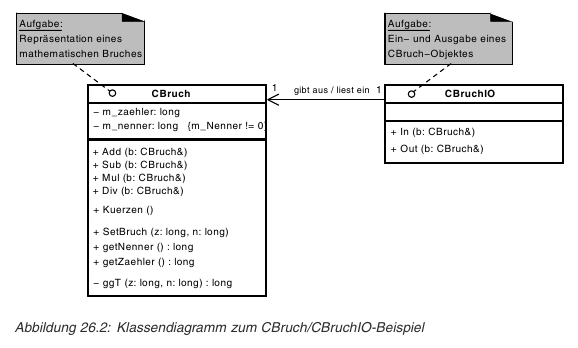 Aufgabe:
Repräsentation eines
mathematischen Bruches
Aufgabe:
Ein− und Ausgabe eines
CBruch−Objektes
CBruch
− m_zaehler: long
− m_nenner: long {m_Nenner != 0}
+ Add (b: CBruch&)
+ Sub (b: CBruch&)
+ Mul (b: CBruch&)
+ Div (b: CBruch&)
+ Kuerzen ()
+ SetBruch (z: long, n: long)
+ getNenner () : long
+ getZaehler () : long
− ggT (z: long, n: long) : long
1 gibt aus / liest ein 1
CBruchIO
+ In (b: CBruch&)
+ Out (b: CBruch&)
Abbildung 26.2: Klassendiagramm zum CBruch/CBruchIO-Beispiel